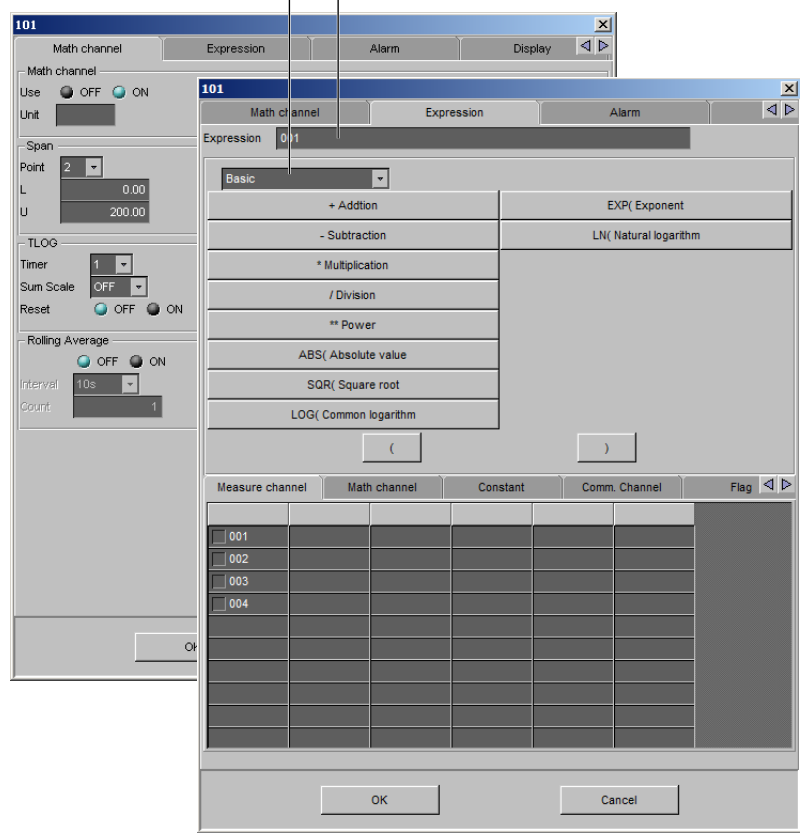 101
Math channel Expression Alarm Display
Math channel
Use OFF ON
Unit
Span
Point 2
L 0.00
U 200.00
TLOG
Timer 1
Sum Scale OFF
Reset OFF ON
Rolling Average
OFF ON
Interval 10s
Count 1
101
Math channel Expression Alarm
Expression 001
Basic
+ Addtion EXP( Exponent
- Subtraction LN( Natural logarithm
* Multiplication
/ Division
** Power
ABS( Absolute value
SQR( Square root
LOG( Common logarithm
( )
Measure channel Math channel Constant Comm. Channel Flag
001
002
003
004
OK Cancel